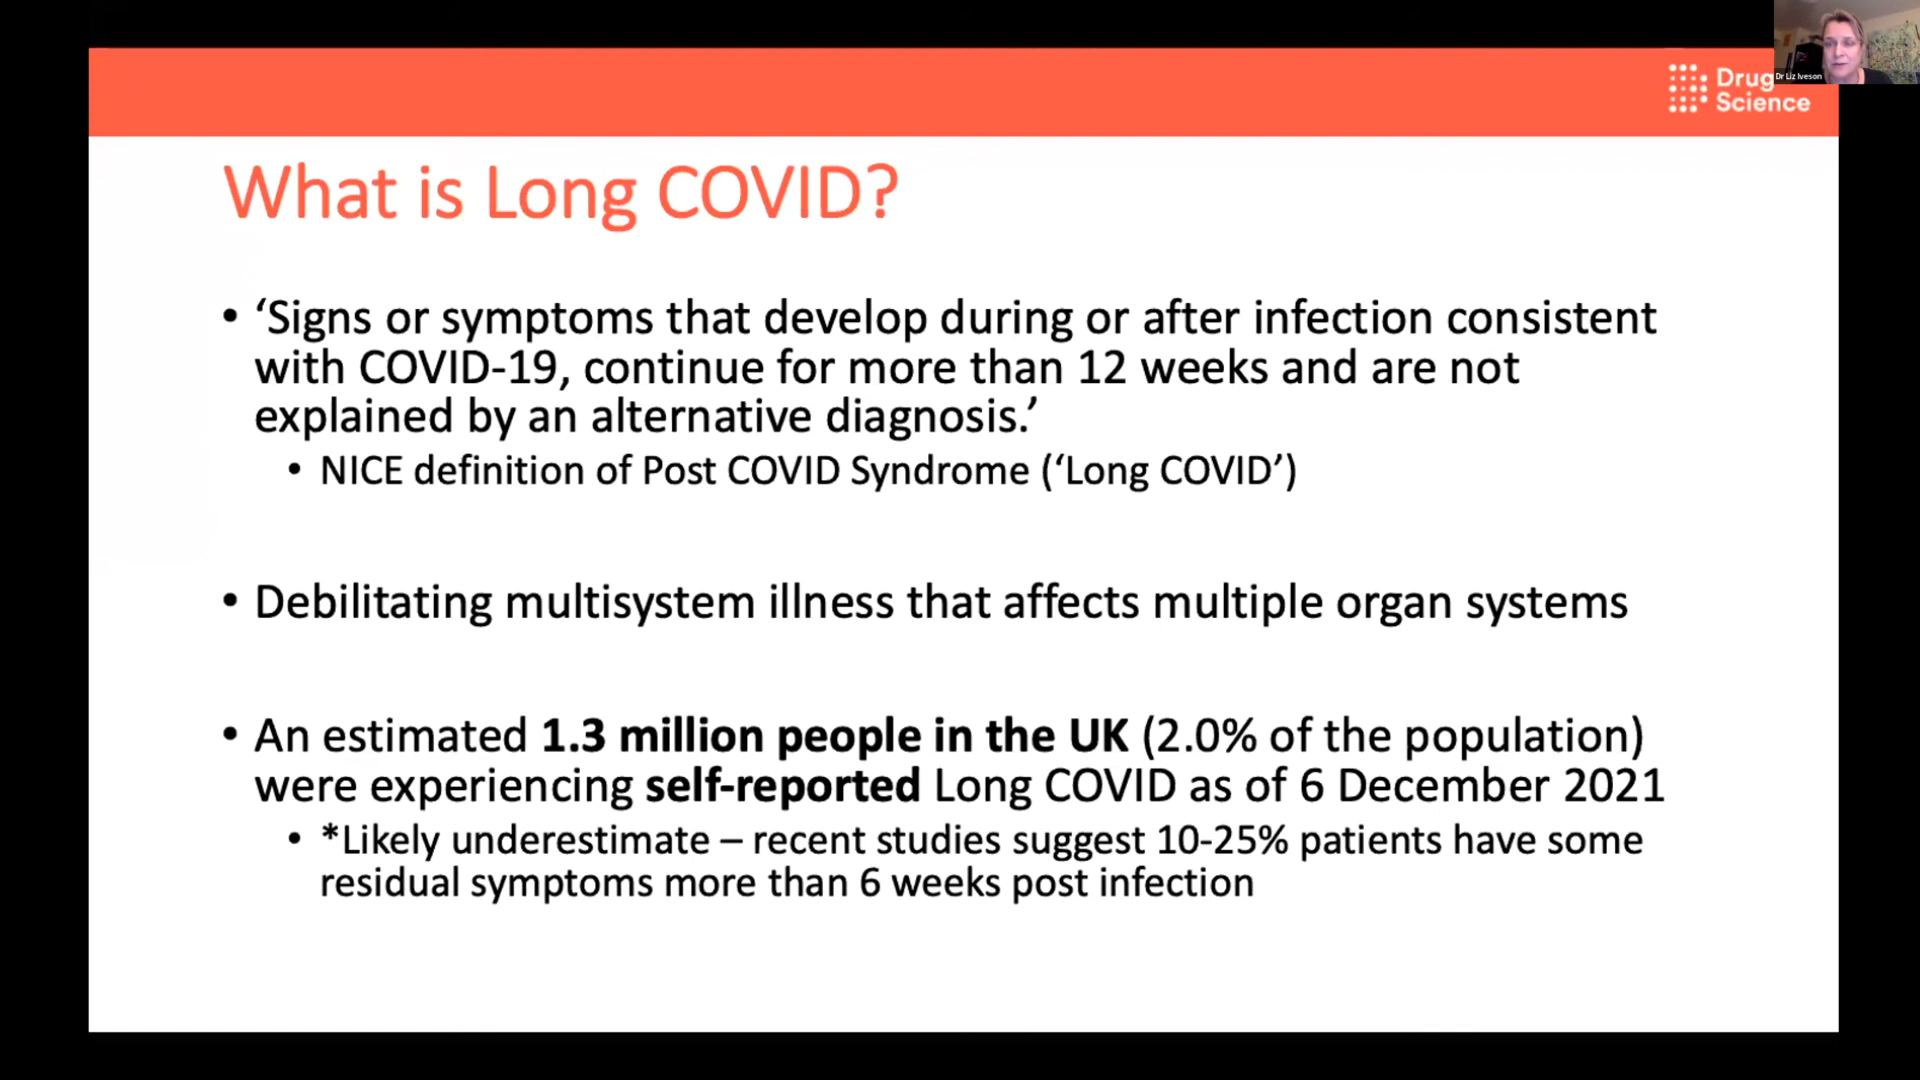 Drug
Science
Dr Liz Iveson
What is Long COVID?
• ‘Signs or symptoms that develop during or after infection consistent
with COVID-19, continue for more than 12 weeks and are not
explained by an alternative diagnosis.’
• NICE definition of Post COVID Syndrome (‘Long COVID’)
• Debilitating multisystem illness that affects multiple organ systems
• An estimated 1.3 million people in the UK (2.0% of the population)
were experiencing self-reported Long COVID as of 6 December 2021
• *Likely underestimate – recent studies suggest 10-25% patients have some
residual symptoms more than 6 weeks post infection